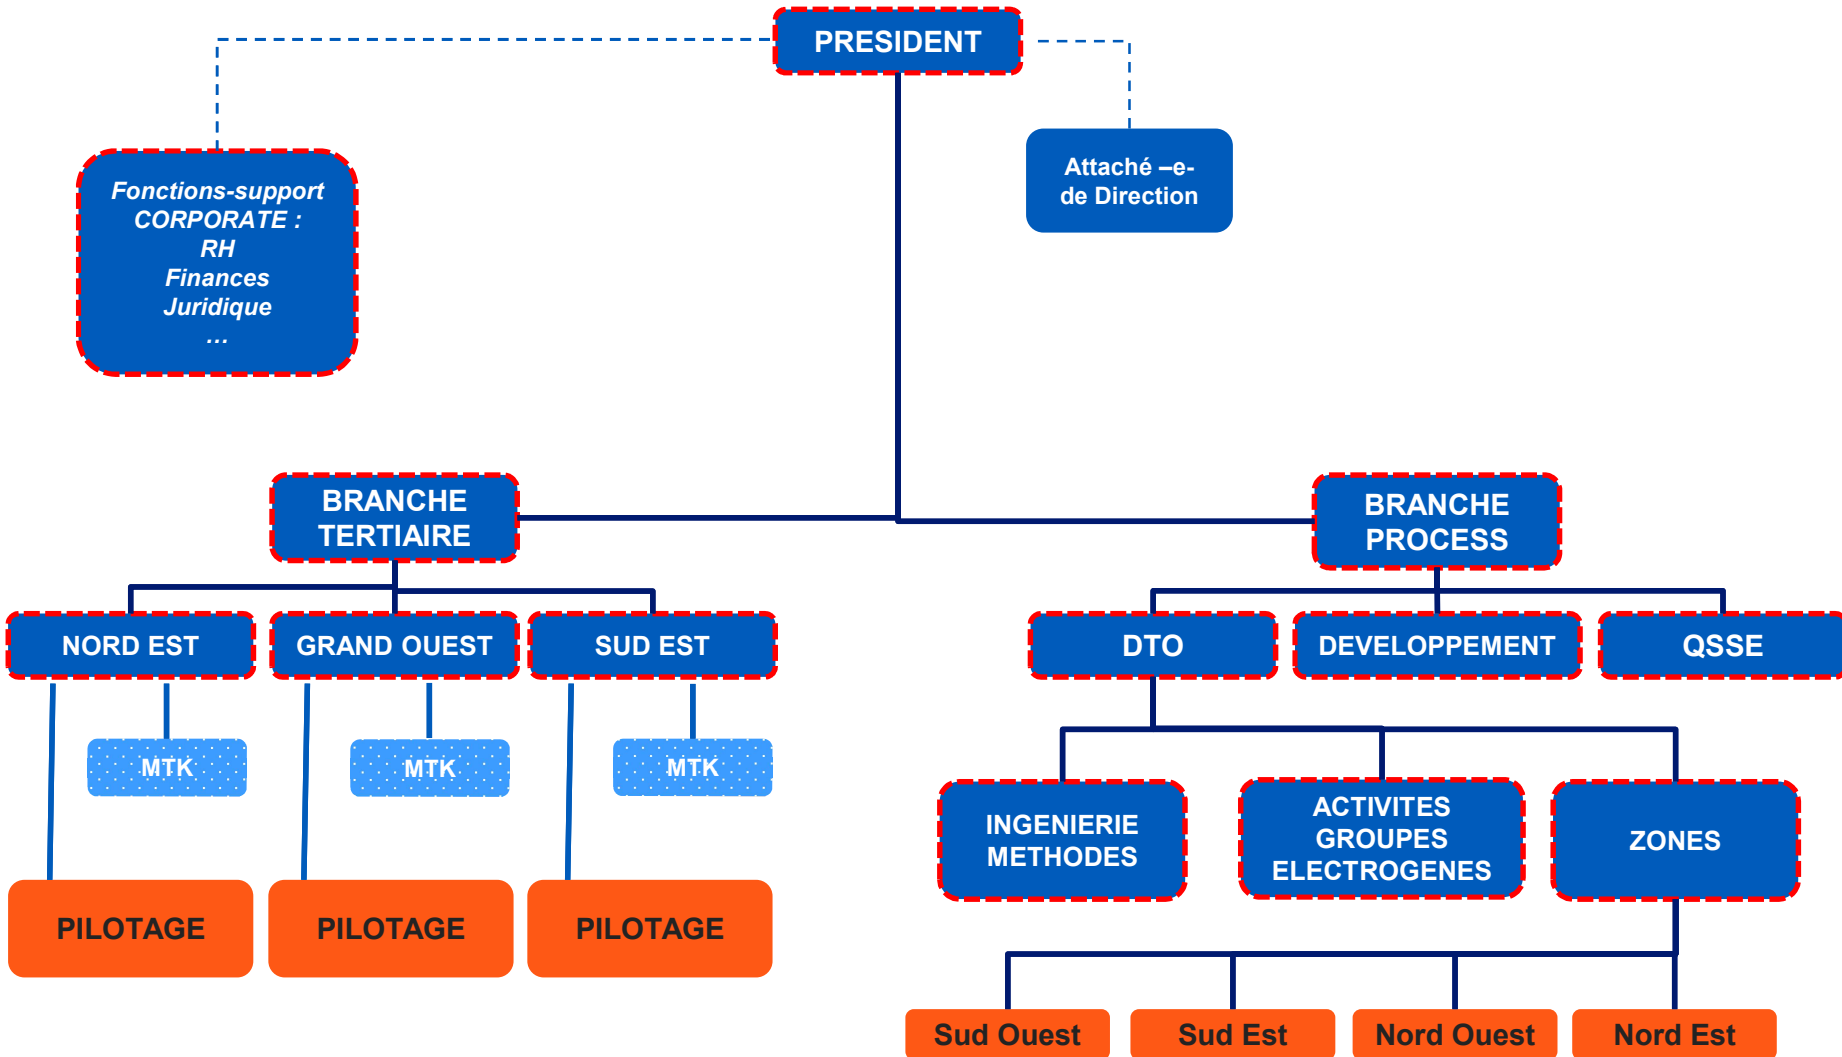 PRESIDENT
Attaché –e-
de Direction
Fonctions-support
CORPORATE :
RH
Finances
Juridique
…
BRANCHE
TERTIAIRE
BRANCHE
PROCESS
NORD EST
GRAND OUEST
SUD EST
DTO
DEVELOPPEMENT
QSSE
MTK
MTK
MTK
INGENIERIE
METHODES
ACTIVITES
GROUPES
ELECTROGENES
ZONES
PILOTAGE
PILOTAGE
PILOTAGE
Sud Ouest
Sud Est
Nord Ouest
Nord Est